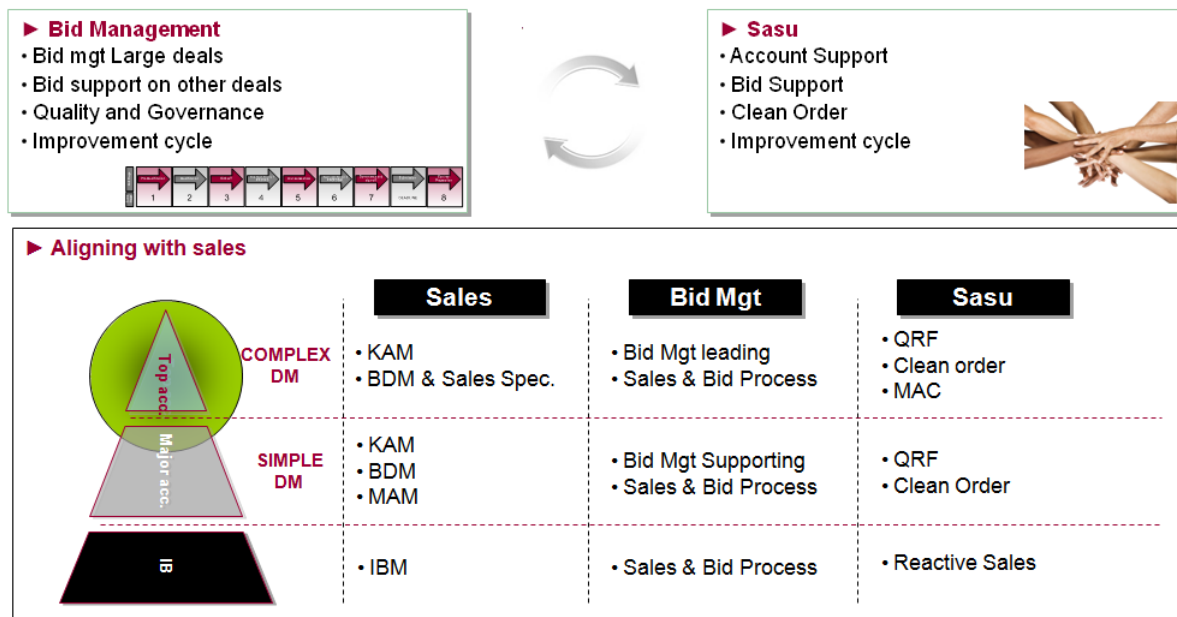 ► Bid Management
• Bid mgt Large deals
• Bid support on other deals
• Quality and Governance
• Improvement cycle
1 2 3 4 5 6 7 8
► Sasu
• Account Support
• Bid Support
• Clean Order
• Improvement cycle
► Aligning with sales
Sales
Bid Mgt
Sasu
Top acc.
COMPLEX
DM
• KAM
• BDM & Sales Spec.
• Bid Mgt leading
• Sales & Bid Process
• QRF
• Clean order
• MAC
Major acc.
SIMPLE
DM
• KAM
• BDM
• MAM
• Bid Mgt Supporting
• Sales & Bid Process
• QRF
• Clean Order
IB
• IBM
• Sales & Bid Process
• Reactive Sales